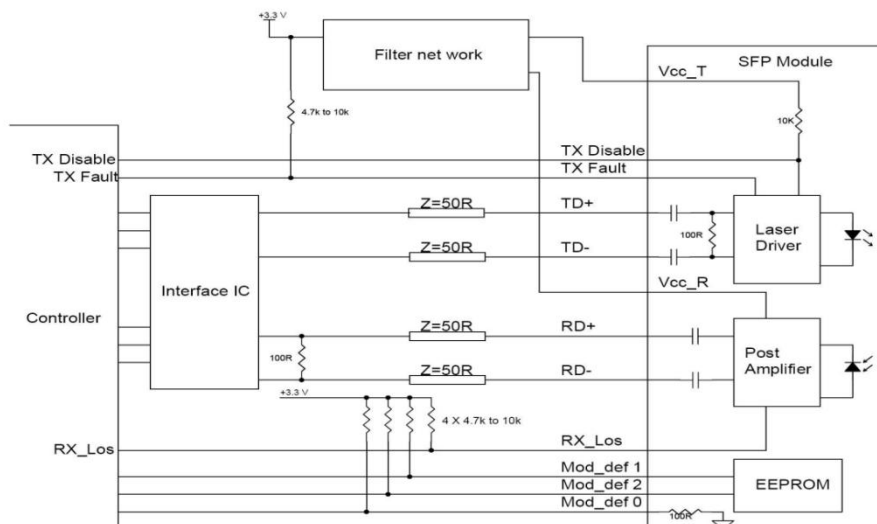 +3.3 V
Filter net work
SFP Module
Vcc_T
4.7k to 10k
10K
TX Disable
TX Disable
TX Fault
TX Fault
Z=50R
TD+
100R
Laser
Driver
Z=50R
TD-
Interface IC
Vcc_R
Controller
Z=50R
RD+
100R
Post
Amplifier
Z=50R
RD-
+3.3 V
4 X 4.7k to 10k
RX_Los
RX_Los
Mod_def 1
Mod_def 2
EEPROM
Mod_def 0
100R